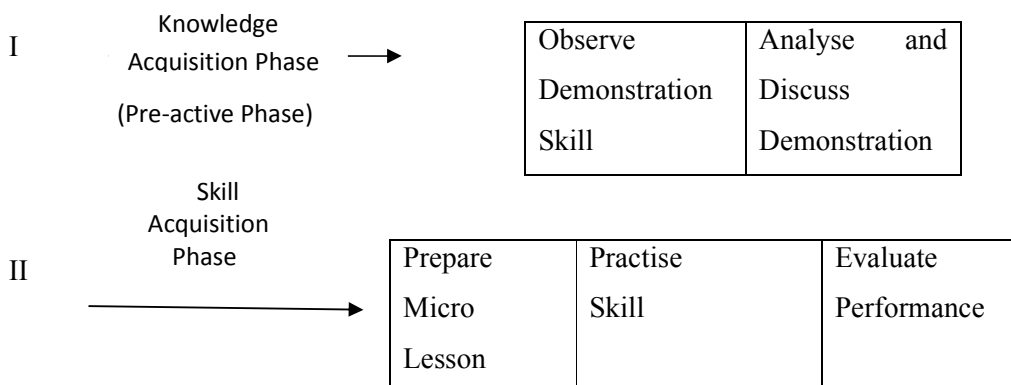 I
Knowledge
Acquisition Phase
(Pre-active Phase)
Observe
Demonstration
Skill
Analyse and
Discuss
Demonstration
II
Skill
Acquisition
Phase
Prepare
Micro
Lesson
Practise
Skill
Evaluate
Performance